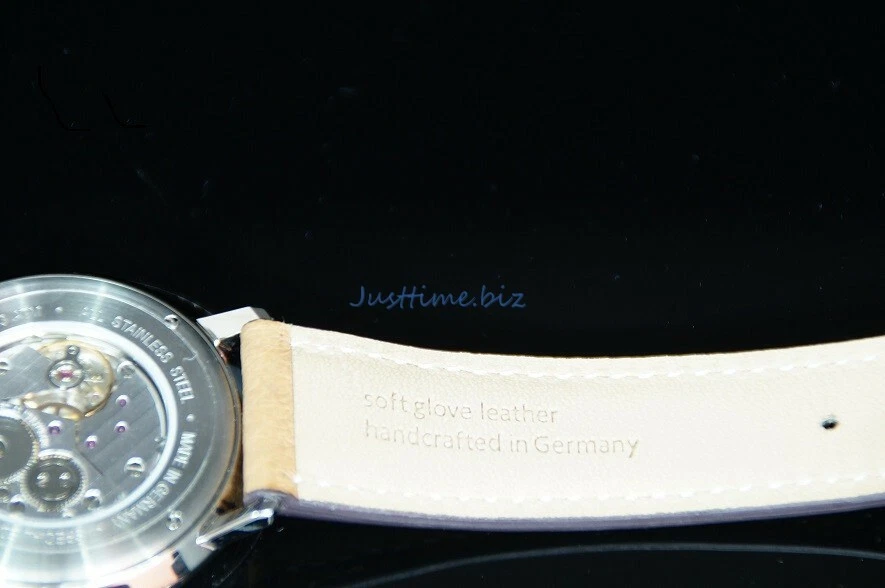 Justtime.biz
STAINLESS STEEL • MADE IN GERMANY •
soft glove leather
handcrafted in Germany